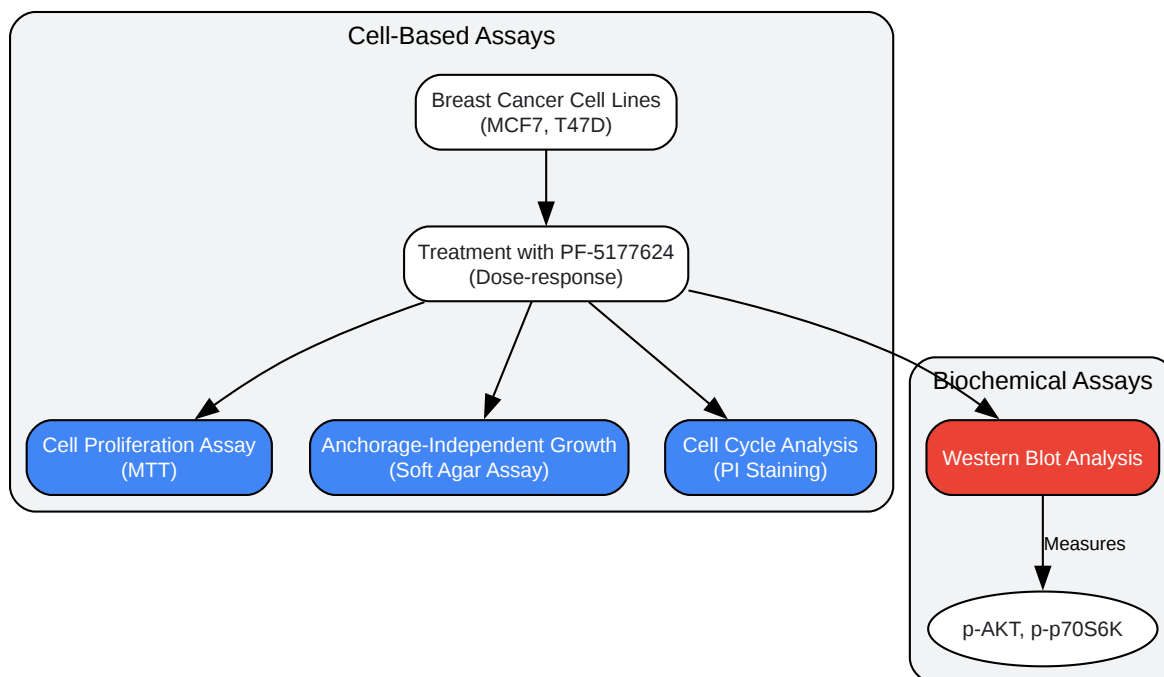 Cell-Based Assays
Breast Cancer Cell Lines
(MCF7, T47D)
Treatment with PF-5177624
(Dose-response)
Biochemical Assays
Cell Proliferation Assay
(MTT)
Anchorage-Independent Growth
(Soft Agar Assay)
Cell Cycle Analysis
(PI Staining)
Western Blot Analysis
Measures
p-AKT, p-p70S6K